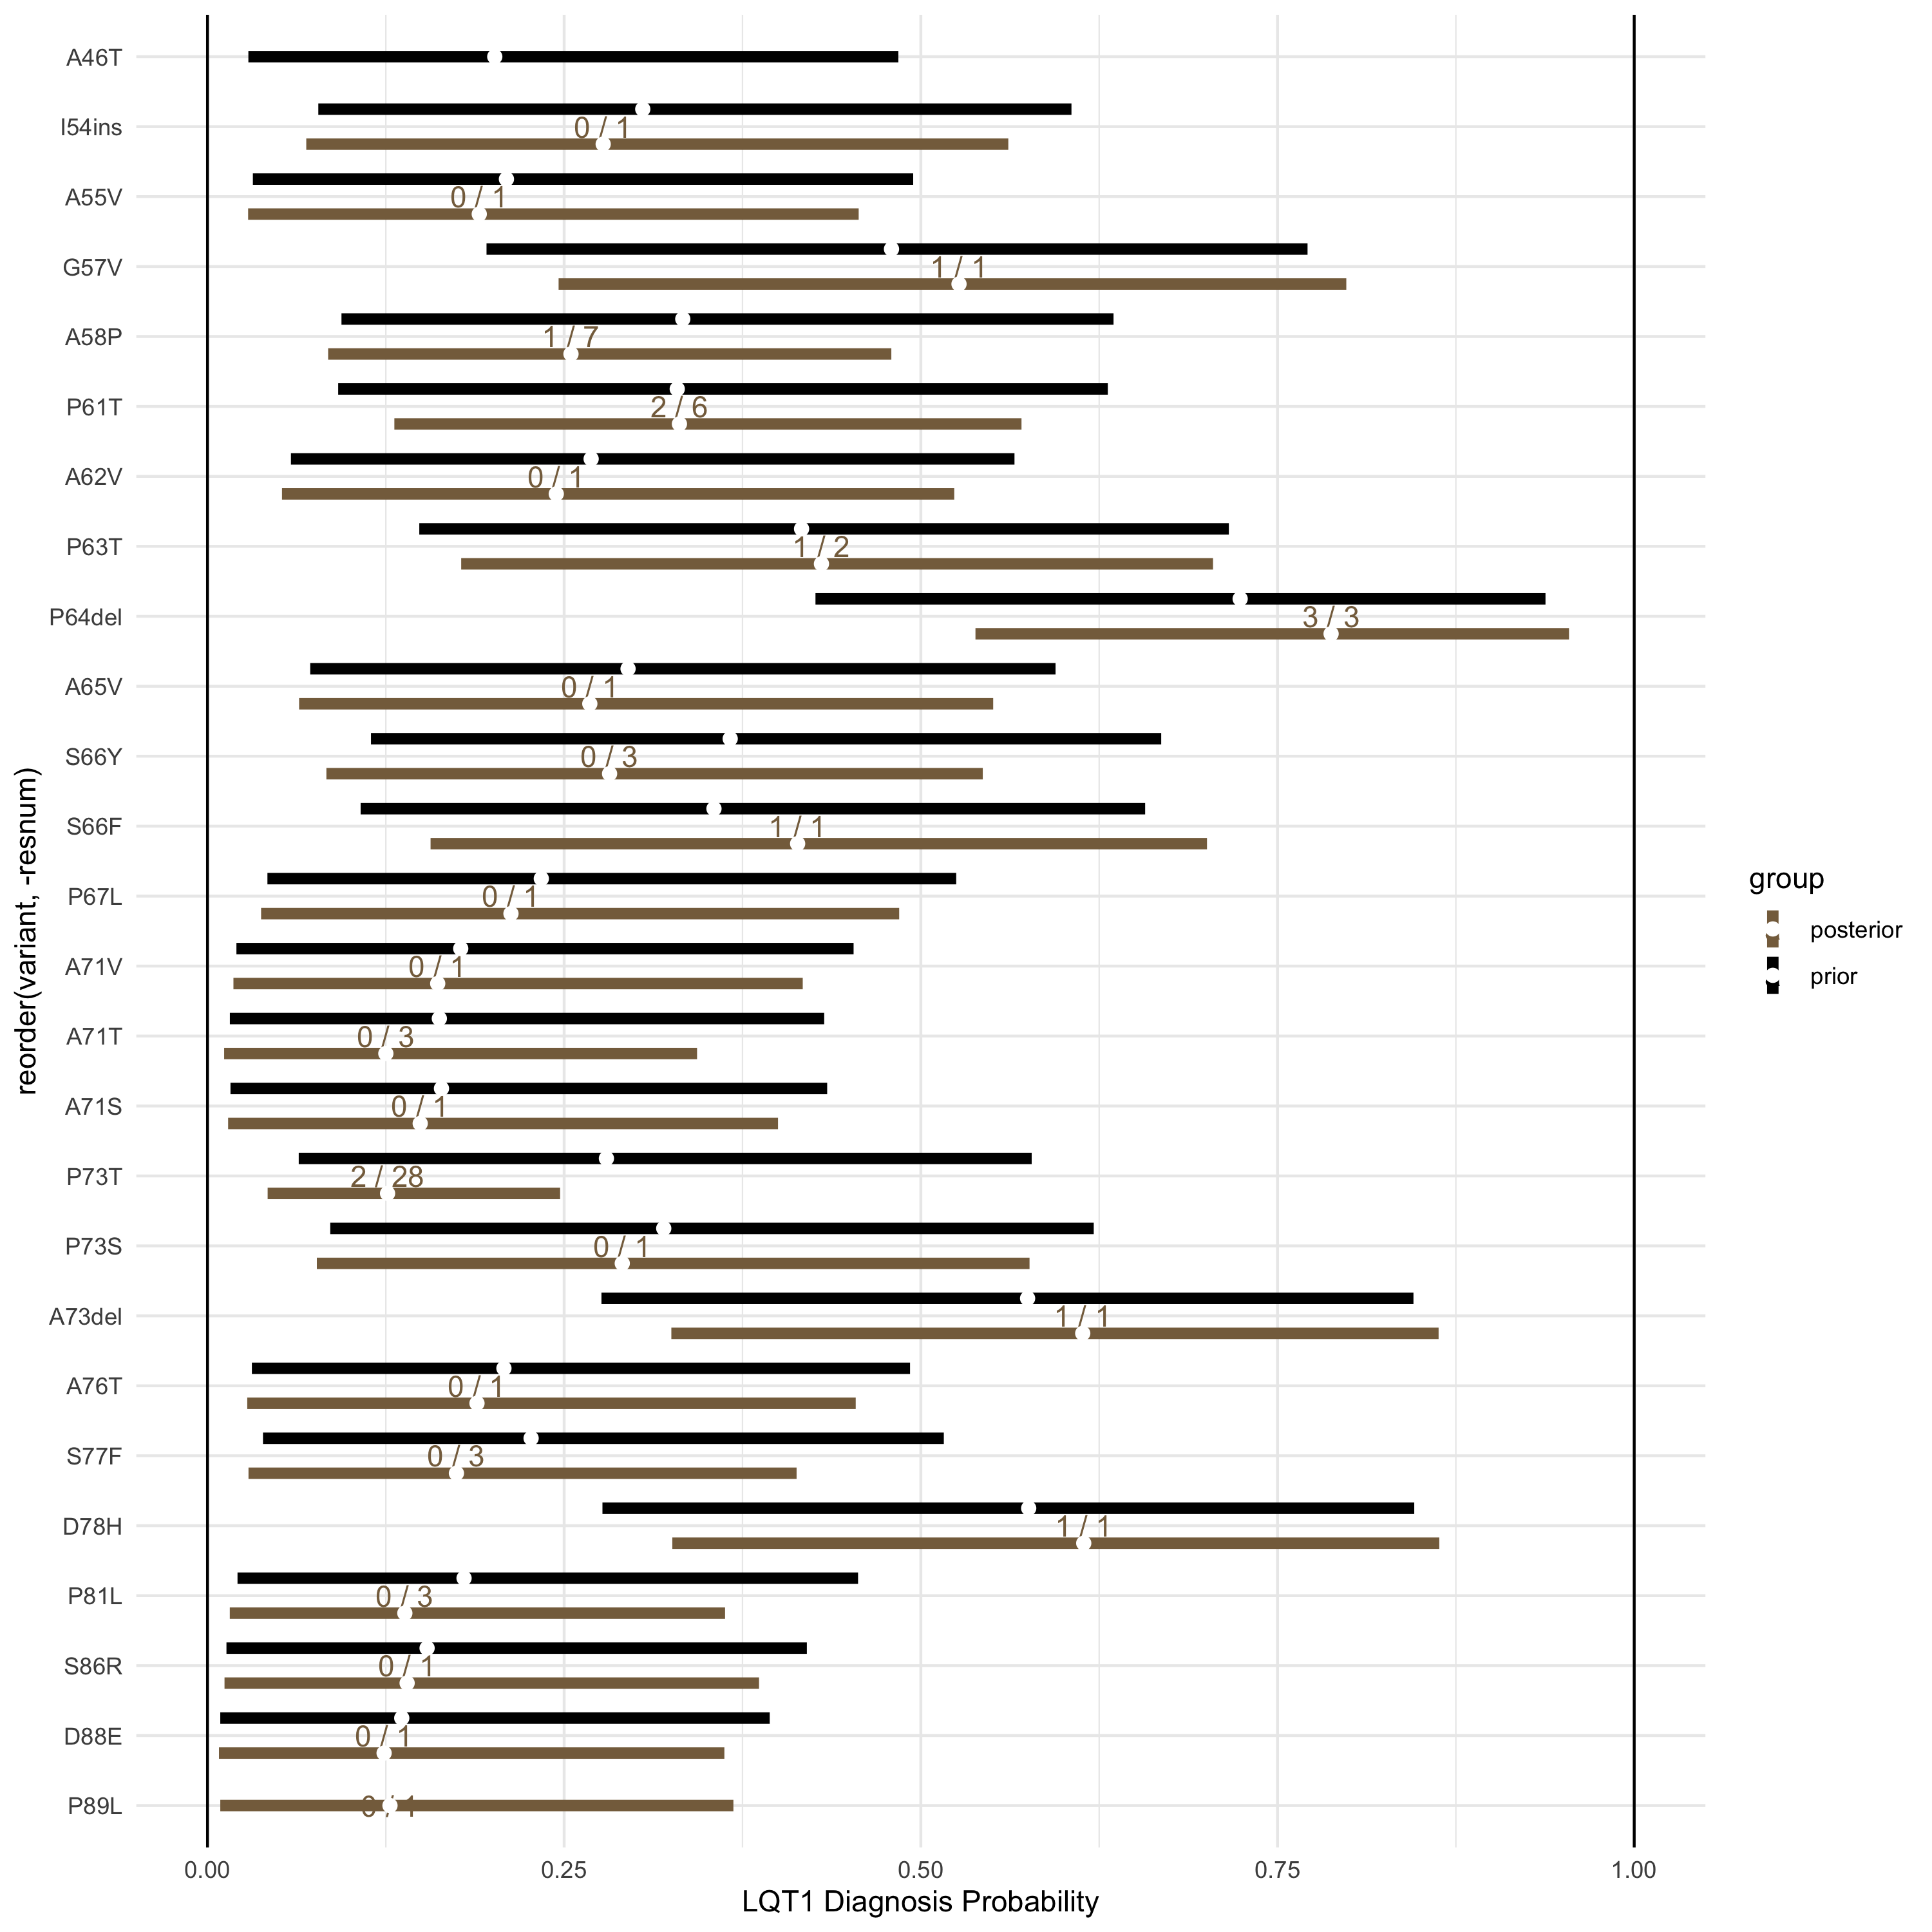 A46T
I54ins
0 / 1
A55V
0 / 1
G57V
1 / 1
A58P
1 / 7
P61T
2 / 6
A62V
0 / 1
P63T
1 / 2
P64del
3 / 3
A65V
0 / 1
S66Y
0 / 3
S66F
1 / 1
P67L
0 / 1
A71V
0 / 1
A71T
0 / 3
A71S
0 / 1
P73T
2 / 28
P73S
0 / 1
A73del
1 / 1
A76T
0 / 1
S77F
0 / 3
D78H
1 / 1
P81L
0 / 3
S86R
0 / 1
D88E
0 / 1
P89L
0 / 1
0.00 0.25 0.50 0.75 1.00
LQT1 Diagnosis Probability
reorder(variant, -resnum)
group
posterior
prior